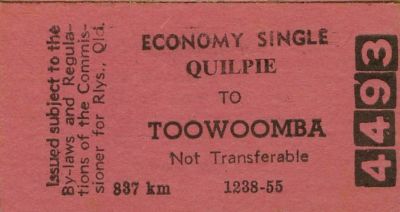 Issued subject to the
By-laws and Regula-
tions of the Commis-
sioner for Rlys., Qld.
ECONOMY SINGLE
QUILPIE
TO
TOOWOOMBA
Not Transferable
837 km 1238-55
4493